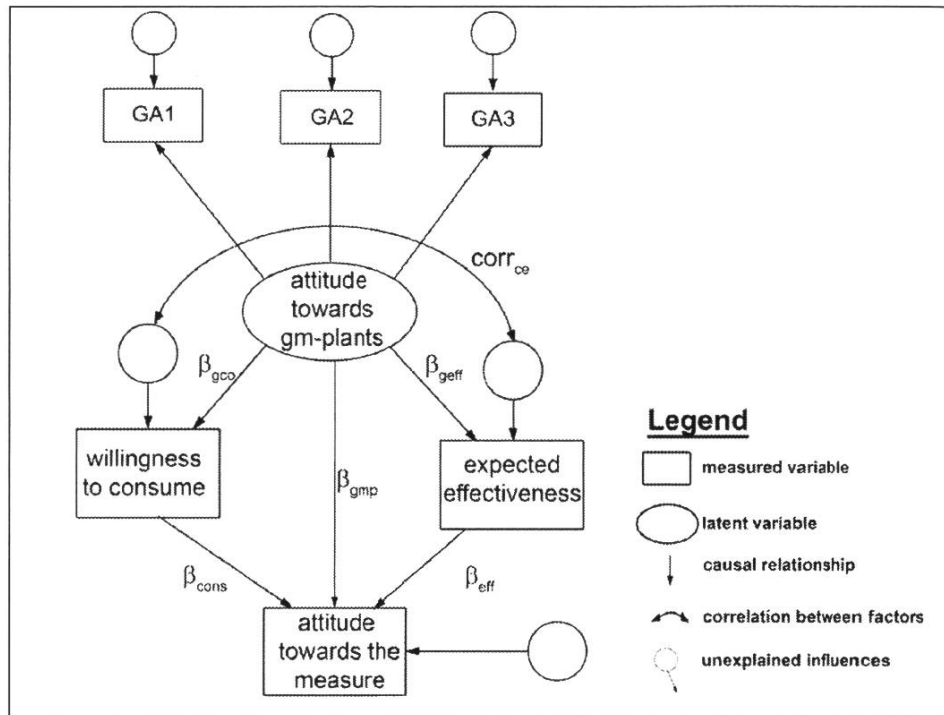 GA1
GA2
GA3
corr_ce
attitude
towards
gm-plants
β_gco
β_geff
willingness
to consume
β_gmp
expected
effectiveness
β_cons
β_eff
attitude
towards the
measure
Legend
measured variable
latent variable
causal relationship
correlation between factors
unexplained influences